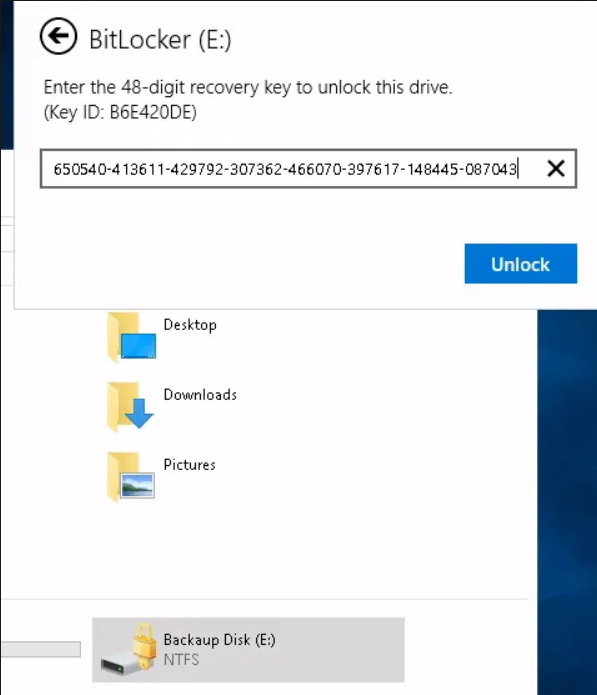 BitLocker (E:)
Enter the 48-digit recovery key to unlock this drive.
(Key ID: B6E420DE)
650540-413611-429792-307362-466070-397617-148445-087043
Unlock
Desktop
Downloads
Pictures
Backaup Disk (E:)
NTFS